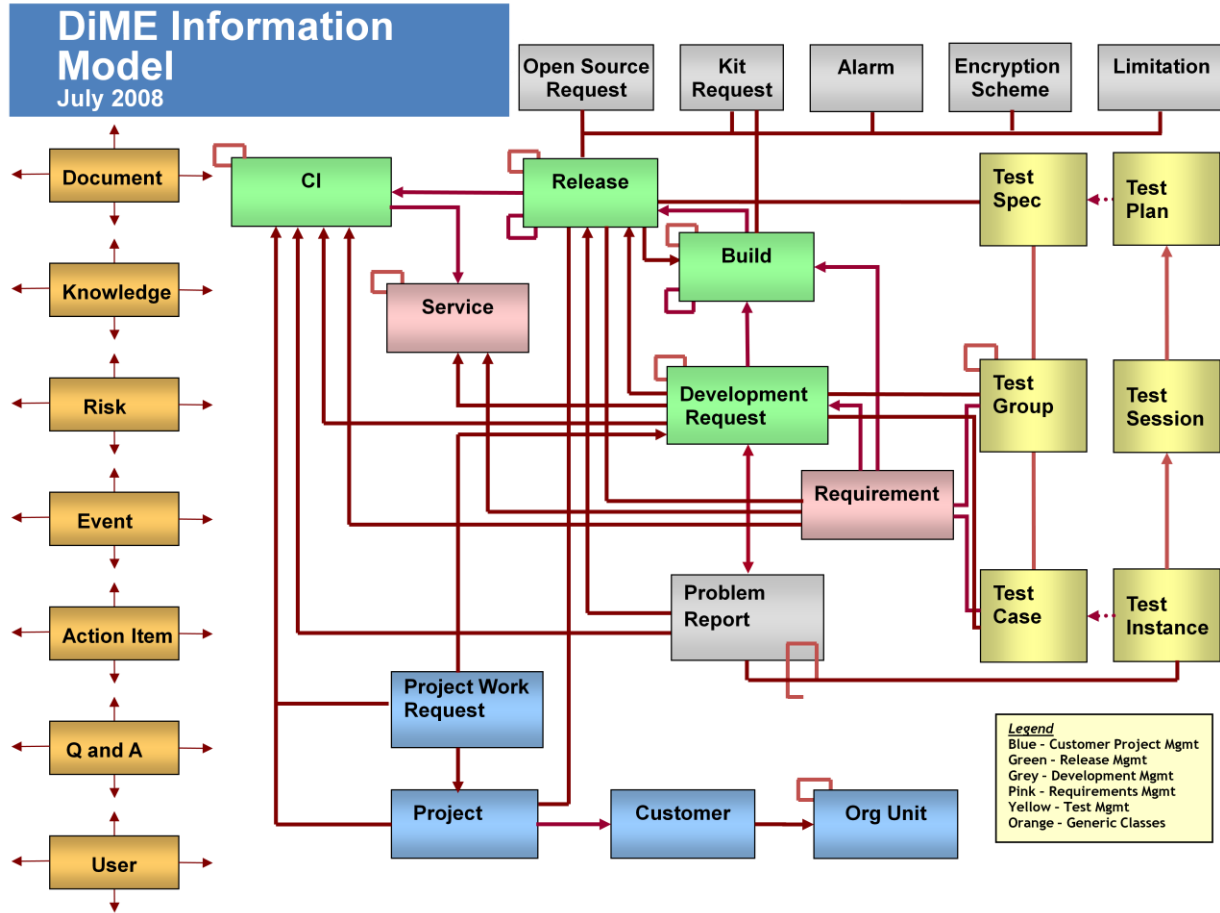 DiME Information
Model
July 2008
Open Source
Request
Kit
Request
Alarm
Encryption
Scheme
Limitation
Document
CI
Release
Test
Spec
Test
Plan
Build
Knowledge
Service
Risk
Development
Request
Test
Group
Test
Session
Event
Requirement
Action Item
Problem
Report
Test
Case
Test
Instance
Project Work
Request
Q and A
Legend
Blue – Customer Project Mgmt
Green – Release Mgmt
Grey – Development Mgmt
Pink – Requirements Mgmt
Yellow – Test Mgmt
Orange – Generic Classes
Project
Customer
Org Unit
User